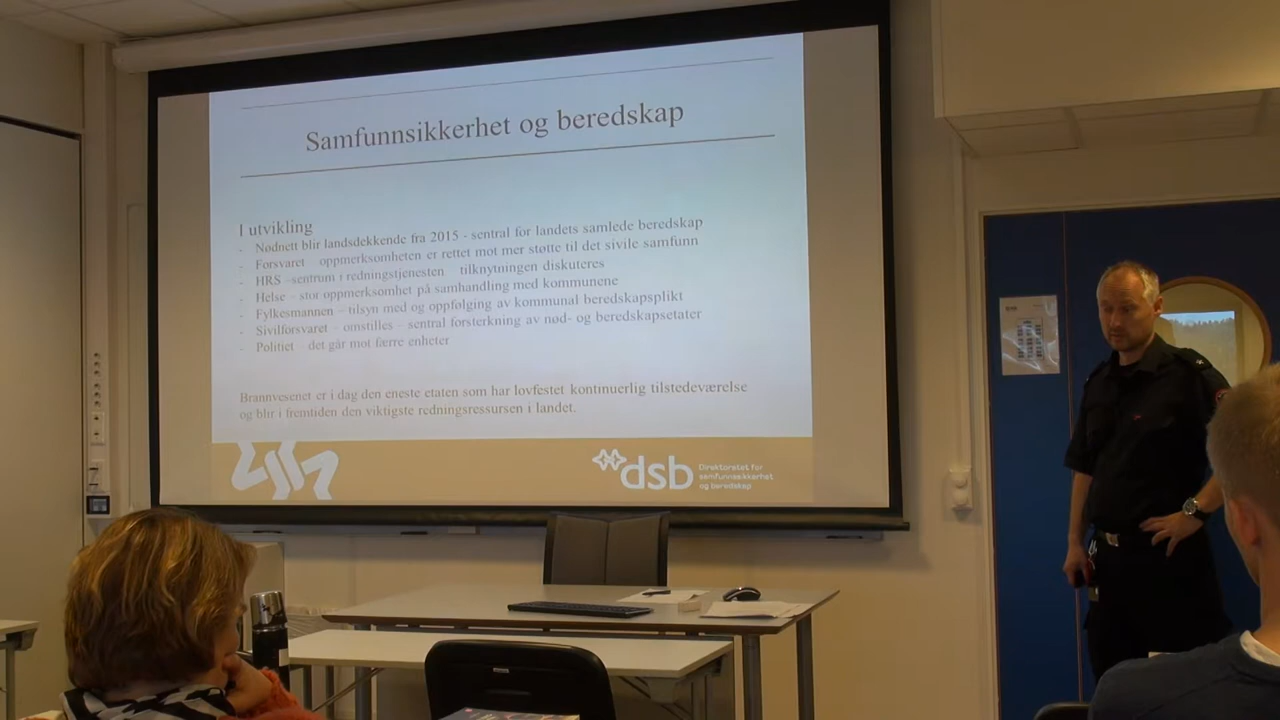 Samfunnsikkerhet og beredskap
I utvikling
- Nødnett blir landsdekkende fra 2015 - sentral for landets samlede beredskap
- Forsvaret oppmerksomheten er rettet mot mer støtte til det sivile samfunn
- HRS –sentrum i redningstjenesten tilknytningen diskuteres
- Helse – stor oppmerksomhet på samhandling med kommunene
- Fylkesmannen – tilsyn med og oppfølging av kommunal beredskapsplikt
- Sivilforsvaret – omstilles – sentral forsterkning av nød- og beredskapsetater
- Politiet – det går mot færre enheter
Brannvesenet er i dag den eneste etaten som har lovfestet kontinuerlig tilstedeværelse
og blir i fremtiden den viktigste redningsressursen i landet.
dsb
Direktoratet for
samfunnssikkerhet
og beredskap